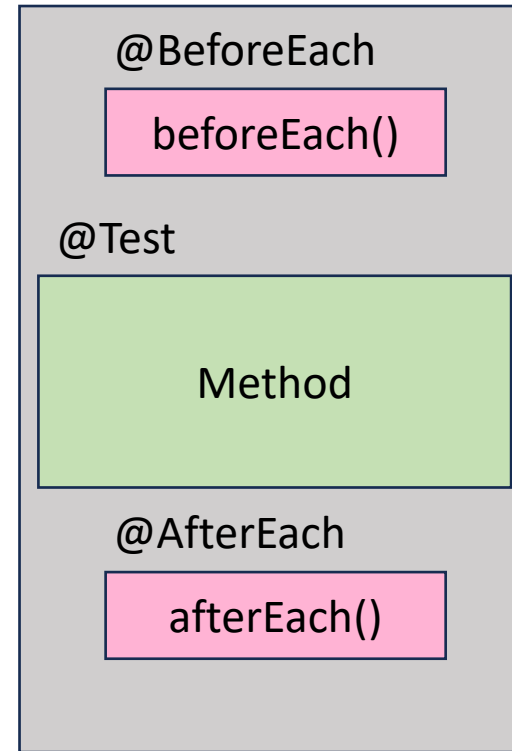 @BeforeEach
beforeEach()
@Test
Method
@AfterEach
afterEach()